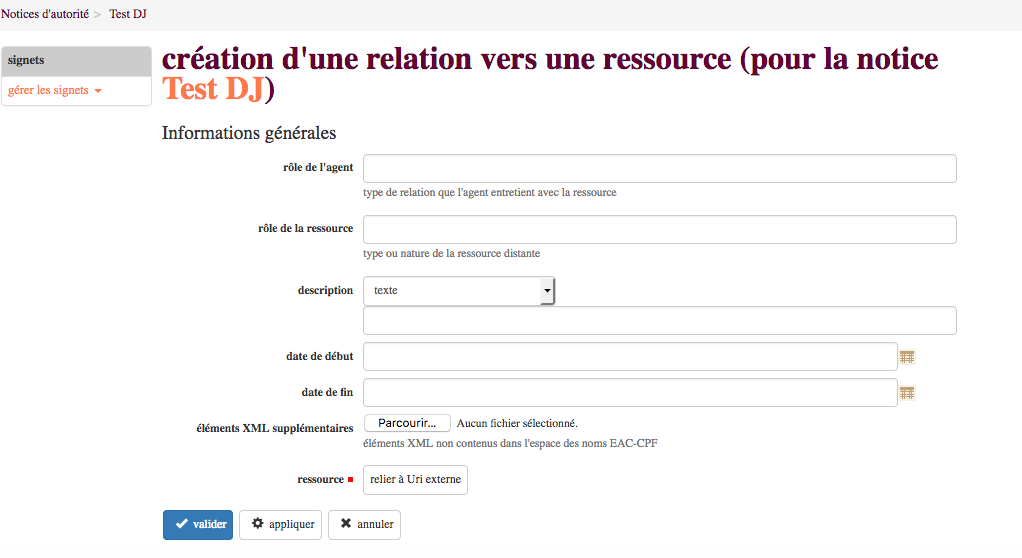 Notices d'autorité > Test DJ
signets
gérer les signets
création d'une relation vers une ressource (pour la notice
Test DJ)
Informations générales
rôle de l'agent
type de relation que l'agent entretient avec la ressource
rôle de la ressource
type ou nature de la ressource distante
description texte
date de début
date de fin
éléments XML supplémentaires Parcourir... Aucun fichier sélectionné.
éléments XML non contenus dans l'espace des noms EAC-CPF
ressource relier à Uri externe
valider appliquer annuler